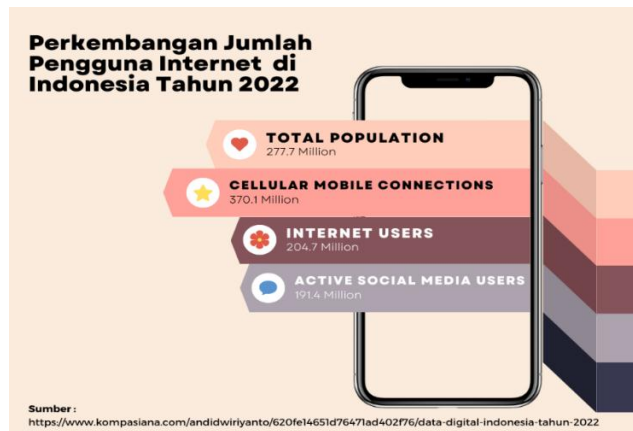 Perkembangan Jumlah
Pengguna Internet di
Indonesia Tahun 2022
TOTAL POPULATION
277.7 Million
CELLULAR MOBILE CONNECTIONS
370.1 Million
INTERNET USERS
204.7 Million
ACTIVE SOCIAL MEDIA USERS
191.4 Million
Sumber :
https://www.kompasiana.com/andidwiriyanto/620fe14651d76471ad402f76/data-digital-indonesia-tahun-2022